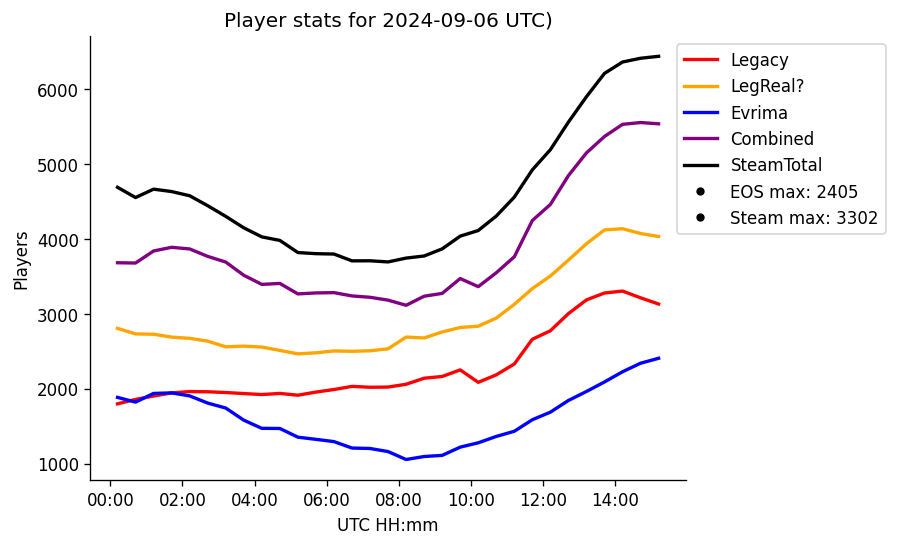 Player stats for 2024-09-06 UTC)
Legacy
LegReal?
Evrima
Combined
SteamTotal
EOS max: 2405
Steam max: 3302
Players
6000
5000
4000
3000
2000
1000
00:00 02:00 04:00 06:00 08:00 10:00 12:00 14:00
UTC HH:mm